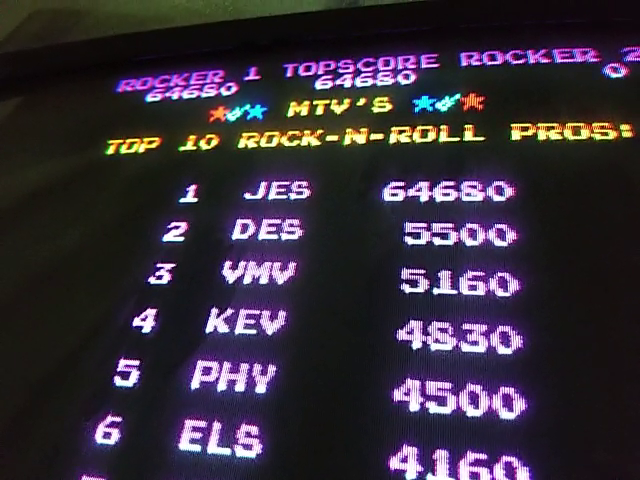 ROCKER 1 TOPSCORE ROCKER 2
64680 64680 0
MTV'S
TOP 10 ROCK-N-ROLL PROS:
1 JES 64680
2 DES 5500
3 VMV 5160
4 KEV 4830
5 PHY 4500
6 ELS 4160